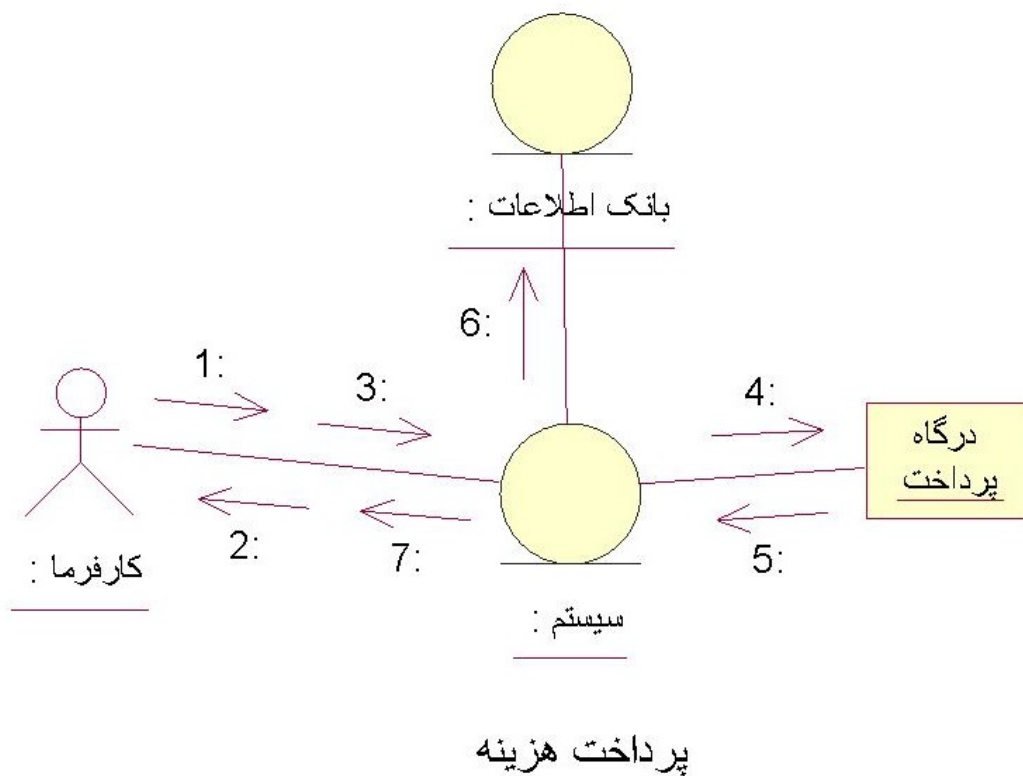 بانک اطلاعات :
6:
1:
3:
4:
درگاه
پرداخت
2:
7:
5:
کارفرما :
سیستم :
پرداخت هزینه